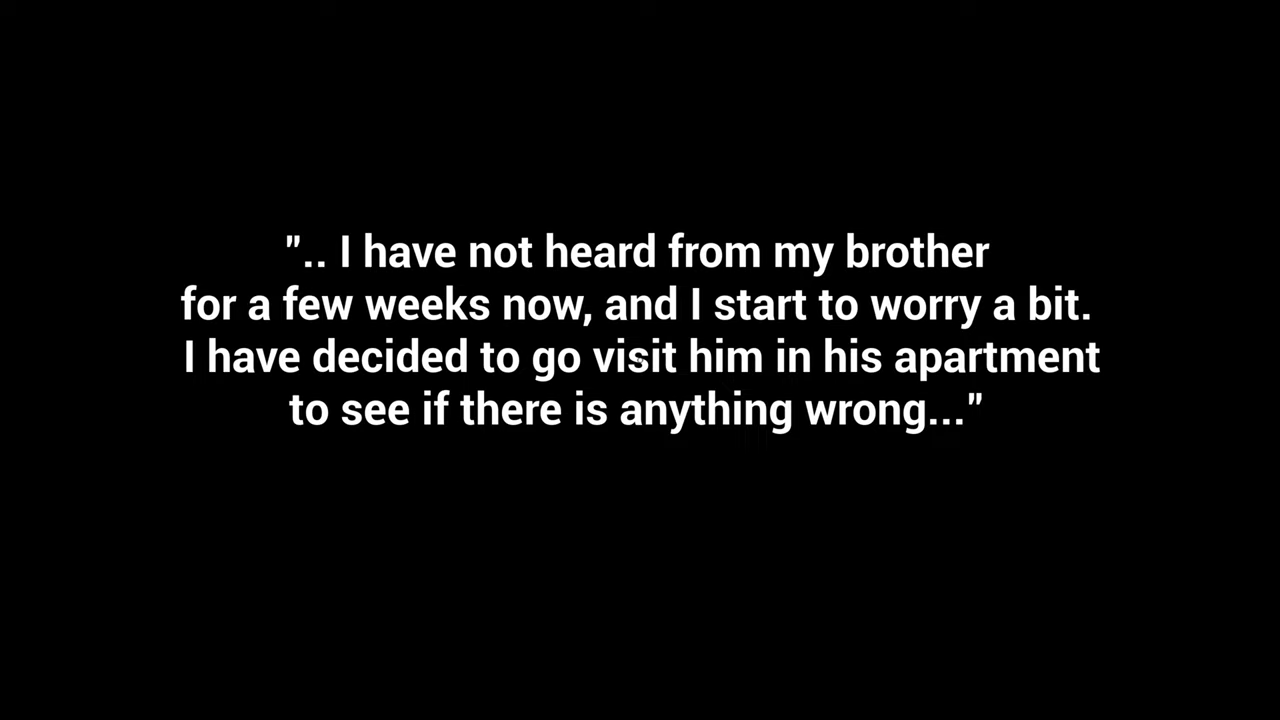 ".. I have not heard from my brother
for a few weeks now, and I start to worry a bit.
I have decided to go visit him in his apartment
to see if there is anything wrong..."